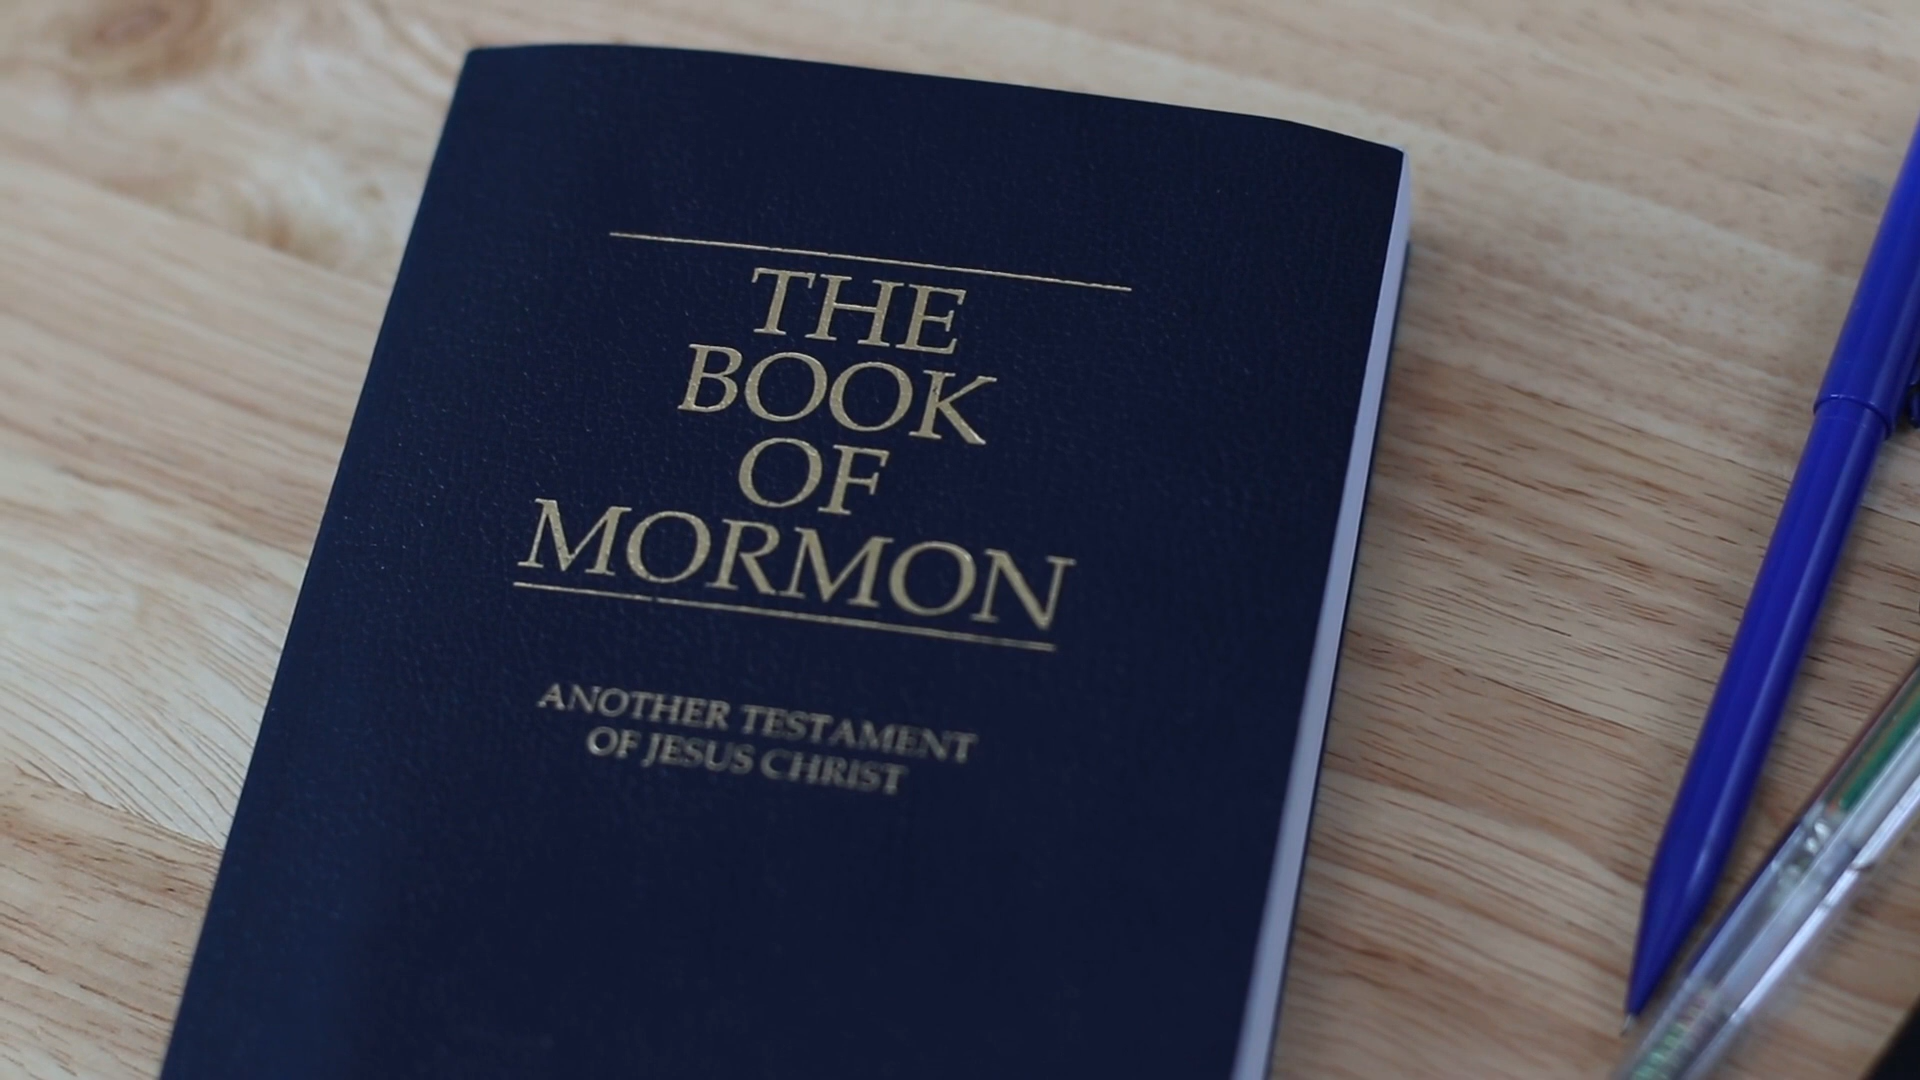 THE
BOOK
OF
MORMON
ANOTHER TESTAMENT
OF JESUS CHRIST